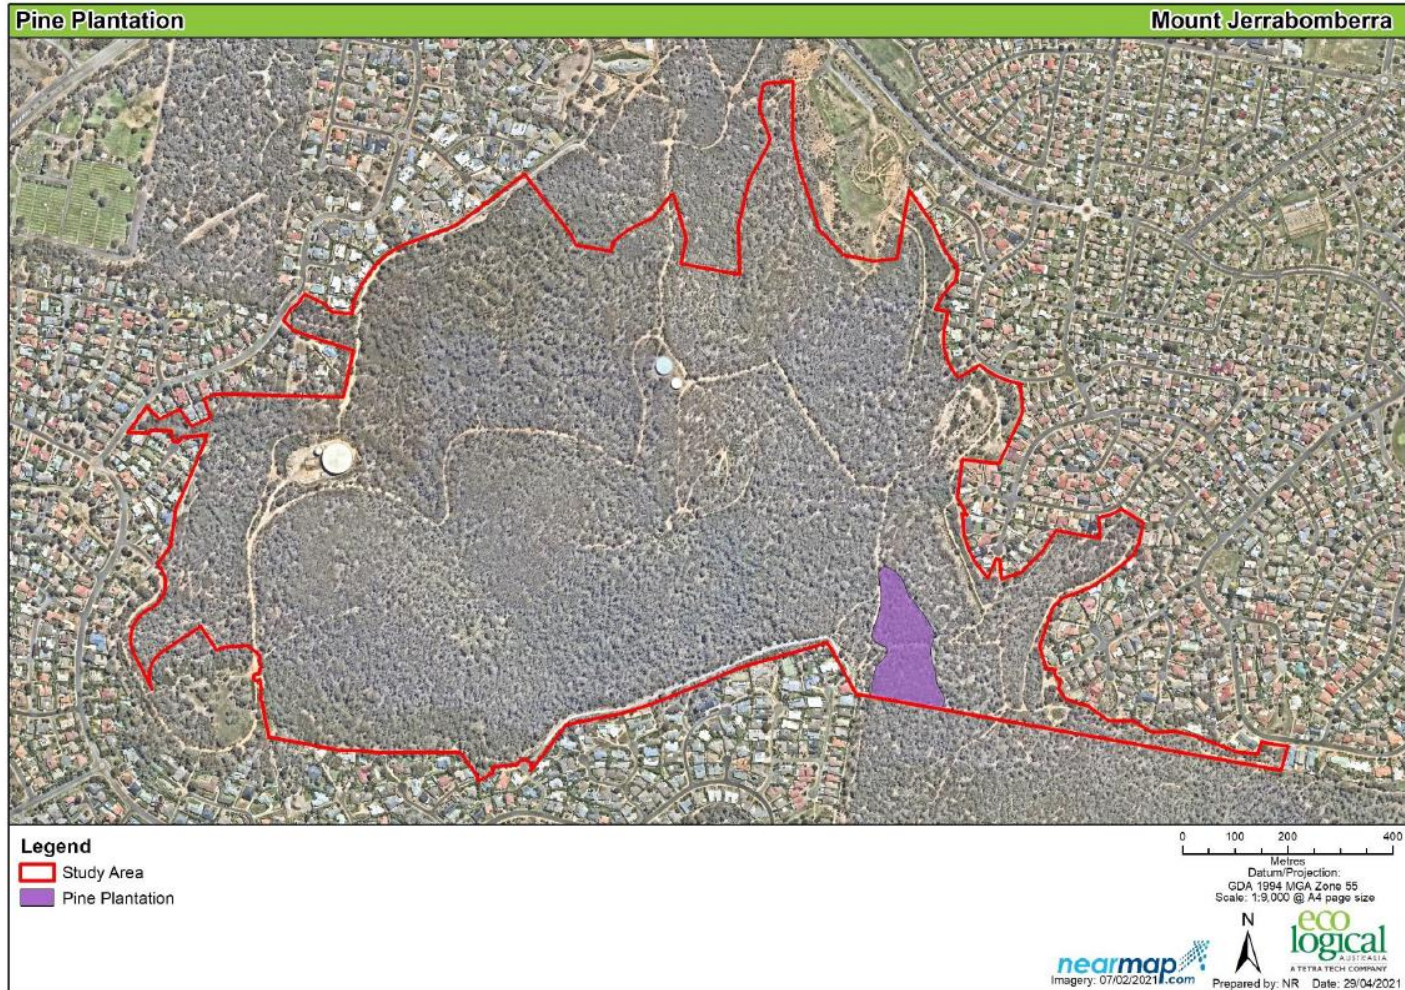 Pine Plantation
Mount Jerrabomberra
Legend
Study Area
Pine Plantation
0 100 200 400
Metres
Datum/Projection:
GDA 1994 MGA Zone 55
Scale: 1:9,000 @ A4 page size
N
eco
logical
AUSTRALIA
A TETRA TECH COMPANY
nearmap
.com
Imagery: 07/02/2021
Prepared by: NR Date: 29/04/2021